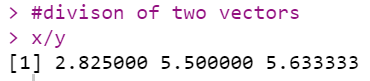 > #divison of two vectors
> x/y
[1] 2.825000 5.500000 5.633333